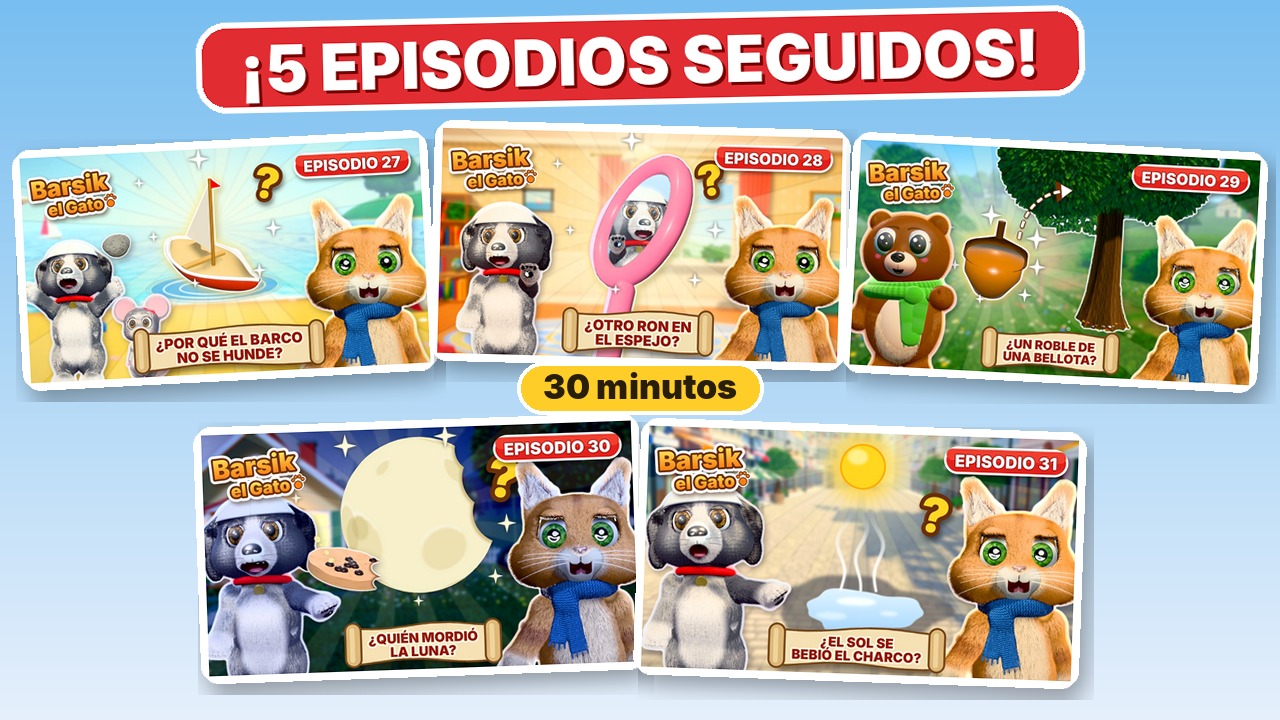 ¡5 EPISODIOS SEGUIDOS!
Barsik
el Gato
EPISODIO 27
¿POR QUÉ EL BARCO
NO SE HUNDE?
Barsik
el Gato
EPISODIO 28
¿OTRO RON EN
EL ESPEJO?
Barsik
el Gato
EPISODIO 29
¿UN ROBLE DE
UNA BELLOTA?
30 minutos
Barsik
el Gato
EPISODIO 30
¿QUIÉN MORDIÓ
LA LUNA?
Barsik
el Gato
EPISODIO 31
¿EL SOL SE
BEBIÓ EL CHARCO?